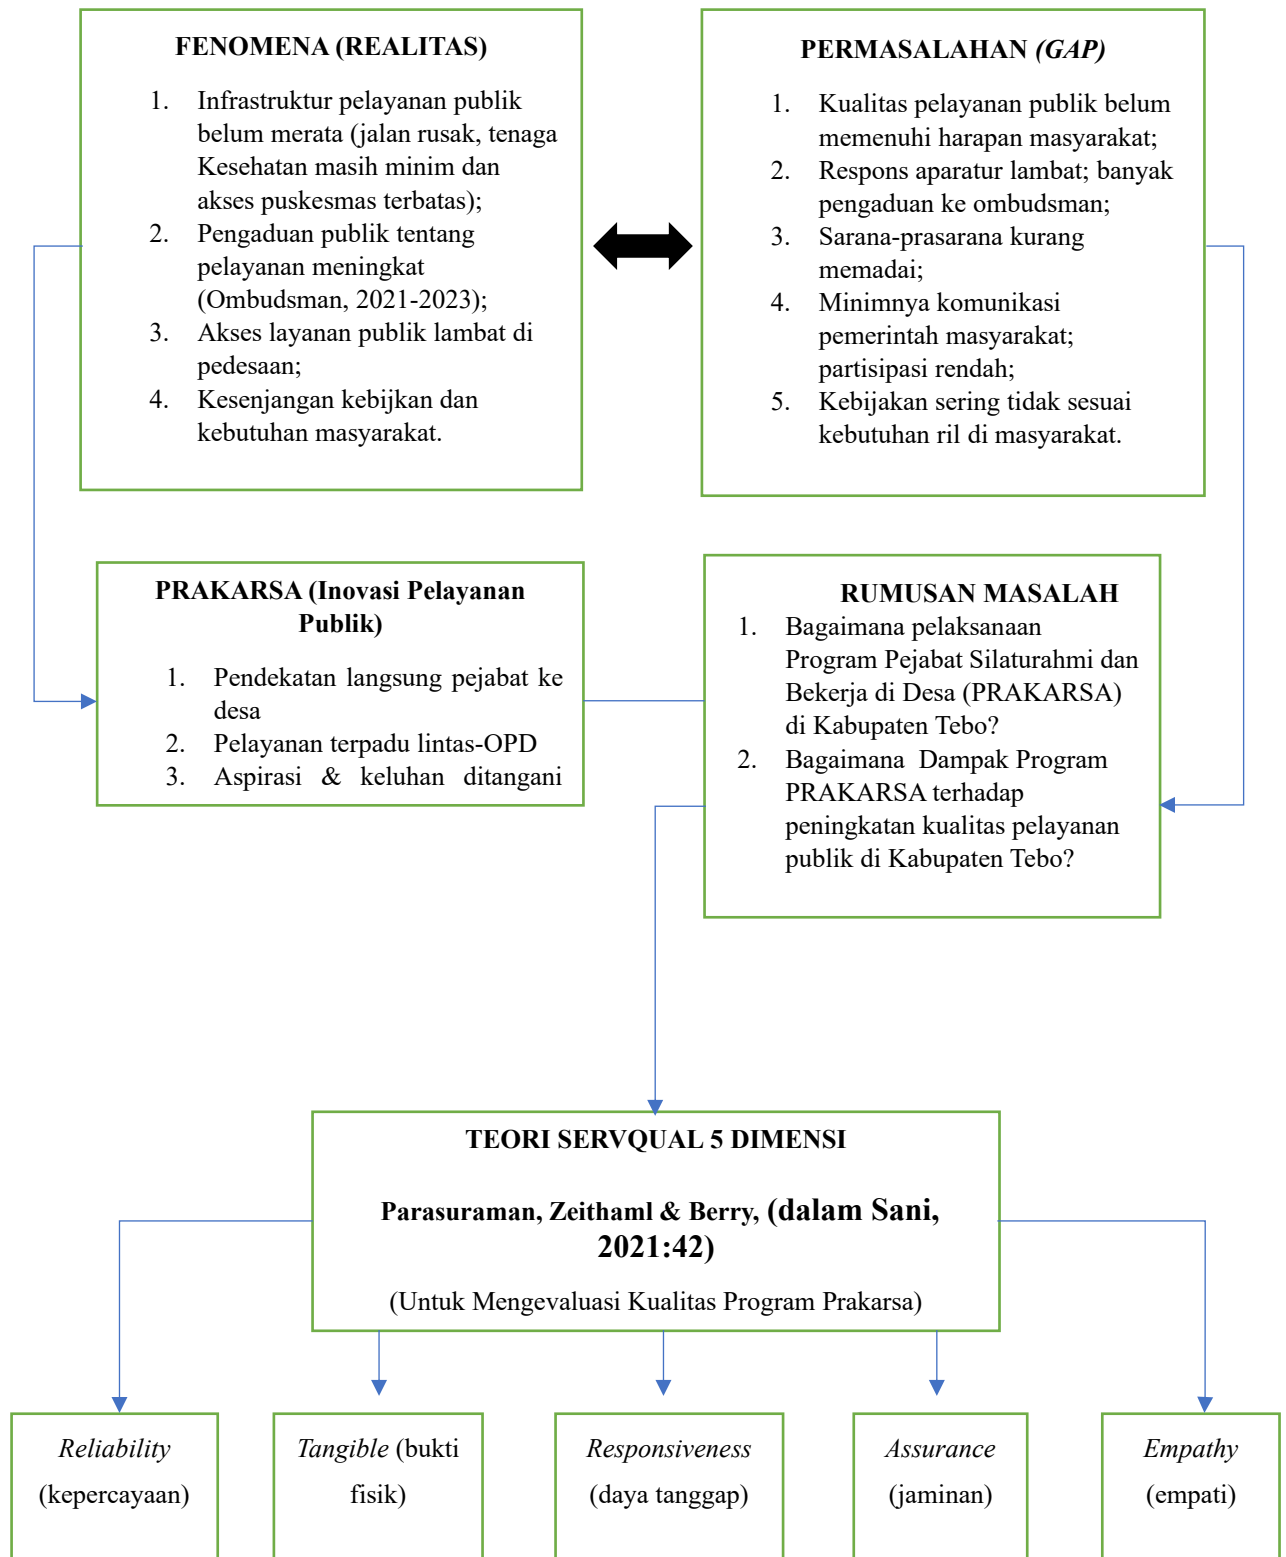 FENOMENA (REALITAS)
1. Infrastruktur pelayanan publik
belum merata (jalan rusak, tenaga
Kesehatan masih minim dan
akses puskesmas terbatas);
2. Pengaduan publik tentang
pelayanan meningkat
(Ombudsman, 2021-2023);
3. Akses layanan publik lambat di
pedesaan;
4. Kesenjangan kebijkan dan
kebutuhan masyarakat.
PERMASALAHAN (GAP)
1. Kualitas pelayanan publik belum
memenuhi harapan masyarakat;
2. Respons aparatur lambat; banyak
pengaduan ke ombudsman;
3. Sarana-prasarana kurang
memadai;
4. Minimnya komunikasi
pemerintah masyarakat;
partisipasi rendah;
5. Kebijakan sering tidak sesuai
kebutuhan ril di masyarakat.
PRAKARSA (Inovasi Pelayanan
Publik)
1. Pendekatan langsung pejabat ke
desa
2. Pelayanan terpadu lintas-OPD
3. Aspirasi & keluhan ditangani
RUMUSAN MASALAH
1. Bagaimana pelaksanaan
Program Pejabat Silaturahmi dan
Bekerja di Desa (PRAKARSA)
di Kabupaten Tebo?
2. Bagaimana Dampak Program
PRAKARSA terhadap
peningkatan kualitas pelayanan
publik di Kabupaten Tebo?
TEORI SERVQUAL 5 DIMENSI
Parasuraman, Zeithaml & Berry, (dalam Sani,
2021:42)
(Untuk Mengevaluasi Kualitas Program Prakarsa)
Reliability
(kepercayaan)
Tangible (bukti
fisik)
Responsiveness
(daya tanggap)
Assurance
(jaminan)
Empathy
(empati)